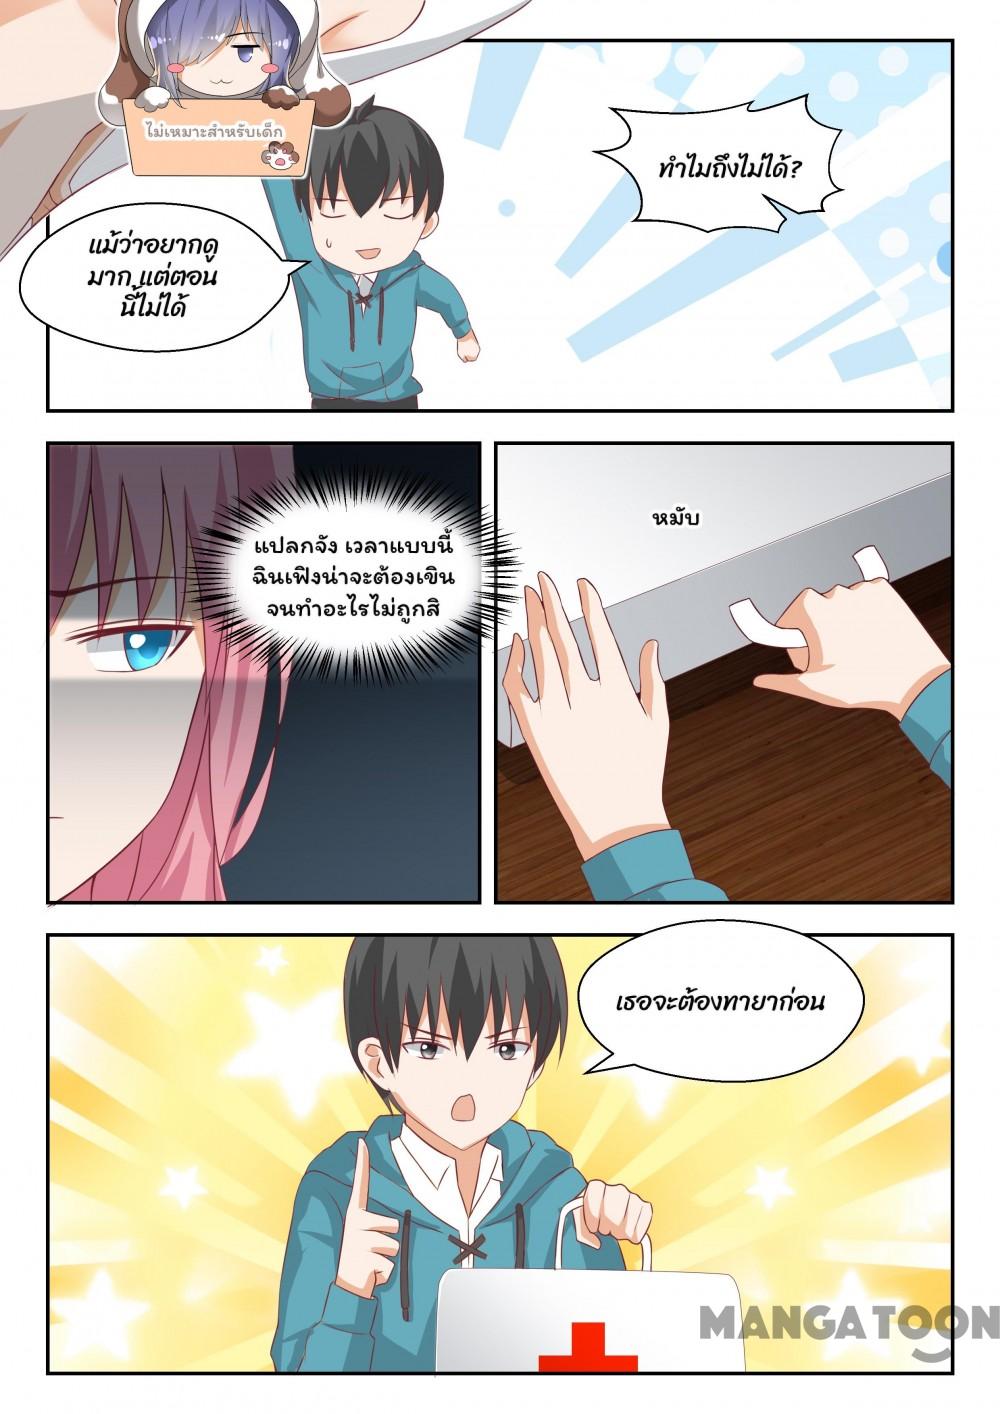 ไม่เหมาะสำหรับเด็ก
ทำไมถึงไม่ได้?
แม้ว่าอยากดู
มาก แต่ตอน
นี้ไม่ได้
แปลกจัง เวลาแบบนี้
ฉินเฟิงน่าจะต้องเขิน
จนทำอะไรไม่ถูกสิ
หมับ
เธอจะต้องทายาก่อน
MANGATOON